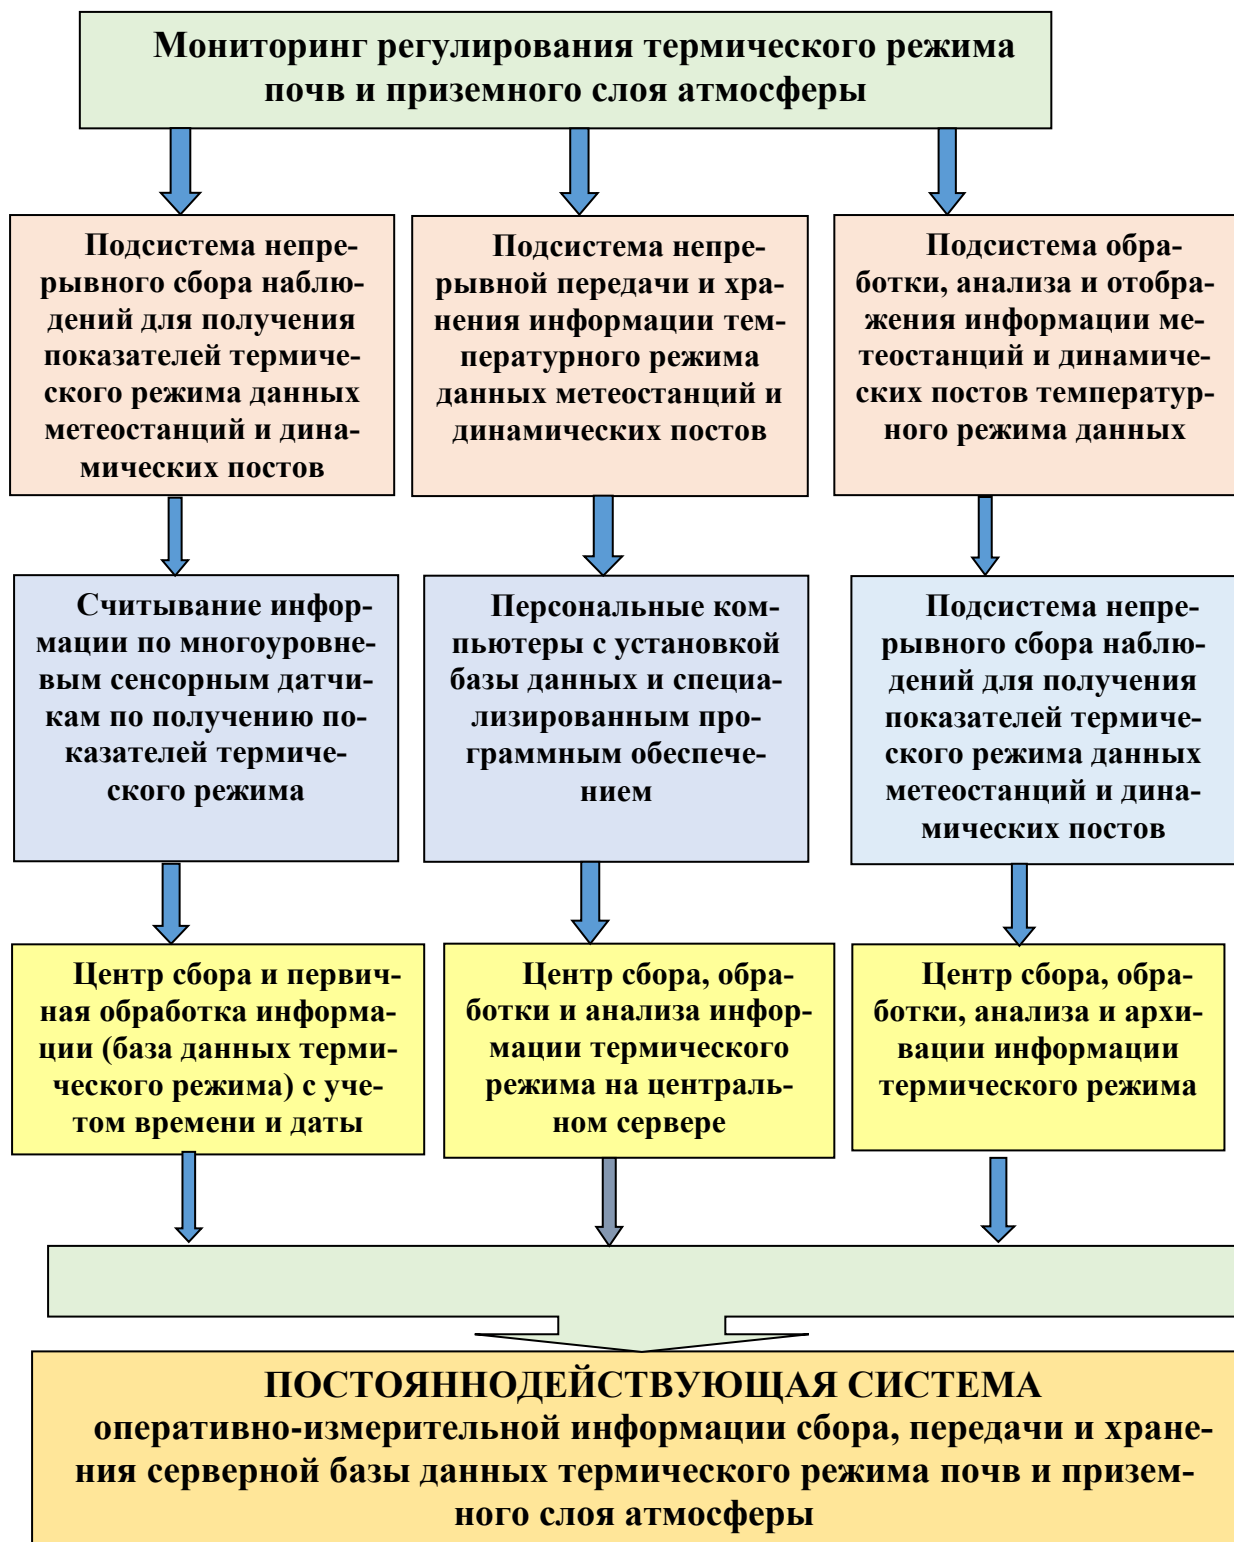 Мониторинг регулирования термического режима
почв и приземного слоя атмосферы
Подсистема непре-
рывного сбора наблю-
дений для получения
показателей термиче-
ского режима данных
метеостанций и дина-
мических постов
Подсистема непре-
рывной передачи и хра-
нения информации тем-
пературного режима
данных метеостанций и
динамических постов
Подсистема обра-
ботки, анализа и отобра-
жения информации ме-
теостанций и динамиче-
ских постов температур-
ного режима данных
Считывание инфор-
мации по многоуровне-
вым сенсорным датчи-
кам по получению по-
казателей термиче-
ского режима
Персональные ком-
пьютеры с установкой
базы данных и специа-
лизированным про-
граммным обеспече-
нием
Подсистема непре-
рывного сбора наблю-
дений для получения
показателей термиче-
ского режима данных
метеостанций и дина-
мических постов
Центр сбора и первич-
ная обработка информа-
ции (база данных терми-
ческого режима) с уче-
том времени и даты
Центр сбора, обра-
ботки и анализа инфор-
мации термического
режима на централь-
ном сервере
Центр сбора, обра-
ботки, анализа и архи-
вации информации
термического режима
ПОСТОЯННОДЕЙСТВУЮЩАЯ СИСТЕМА
оперативно-измерительной информации сбора, передачи и хране-
ния серверной базы данных термического режима почв и призем-
ного слоя атмосферы